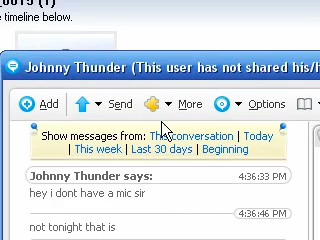 e timeline below.
Johnny Thunder (This user has not shared his/h
Add Send More Options
Show messages from: This conversation | Today
| This week | Last 30 days | Beginning
Johnny Thunder says: 4:36:33 PM
hey i dont have a mic sir
4:36:46 PM
not tonight that is